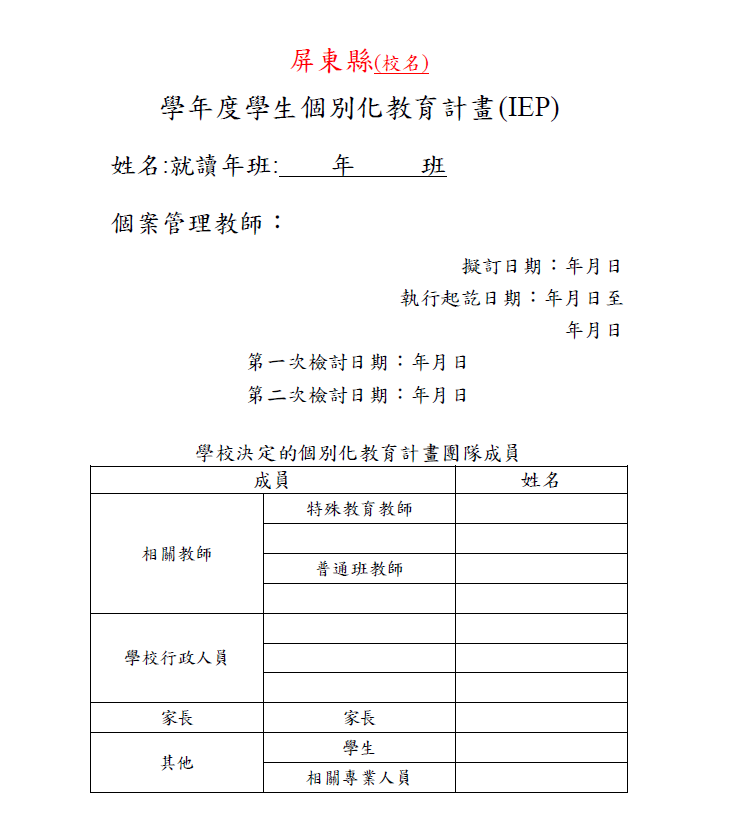 屏東縣(校名)
學年度學生個別化教育計畫(IEP)
姓名:就讀年班: 年 班
個案管理教師：
擬訂日期：年月日
執行起訖日期：年月日至
年月日
第一次檢討日期：年月日
第二次檢討日期：年月日
學校決定的個別化教育計畫團隊成員
成員 姓名
相關教師 特殊教育教師
普通班教師
學校行政人員
家長 家長
其他 學生
相關專業人員